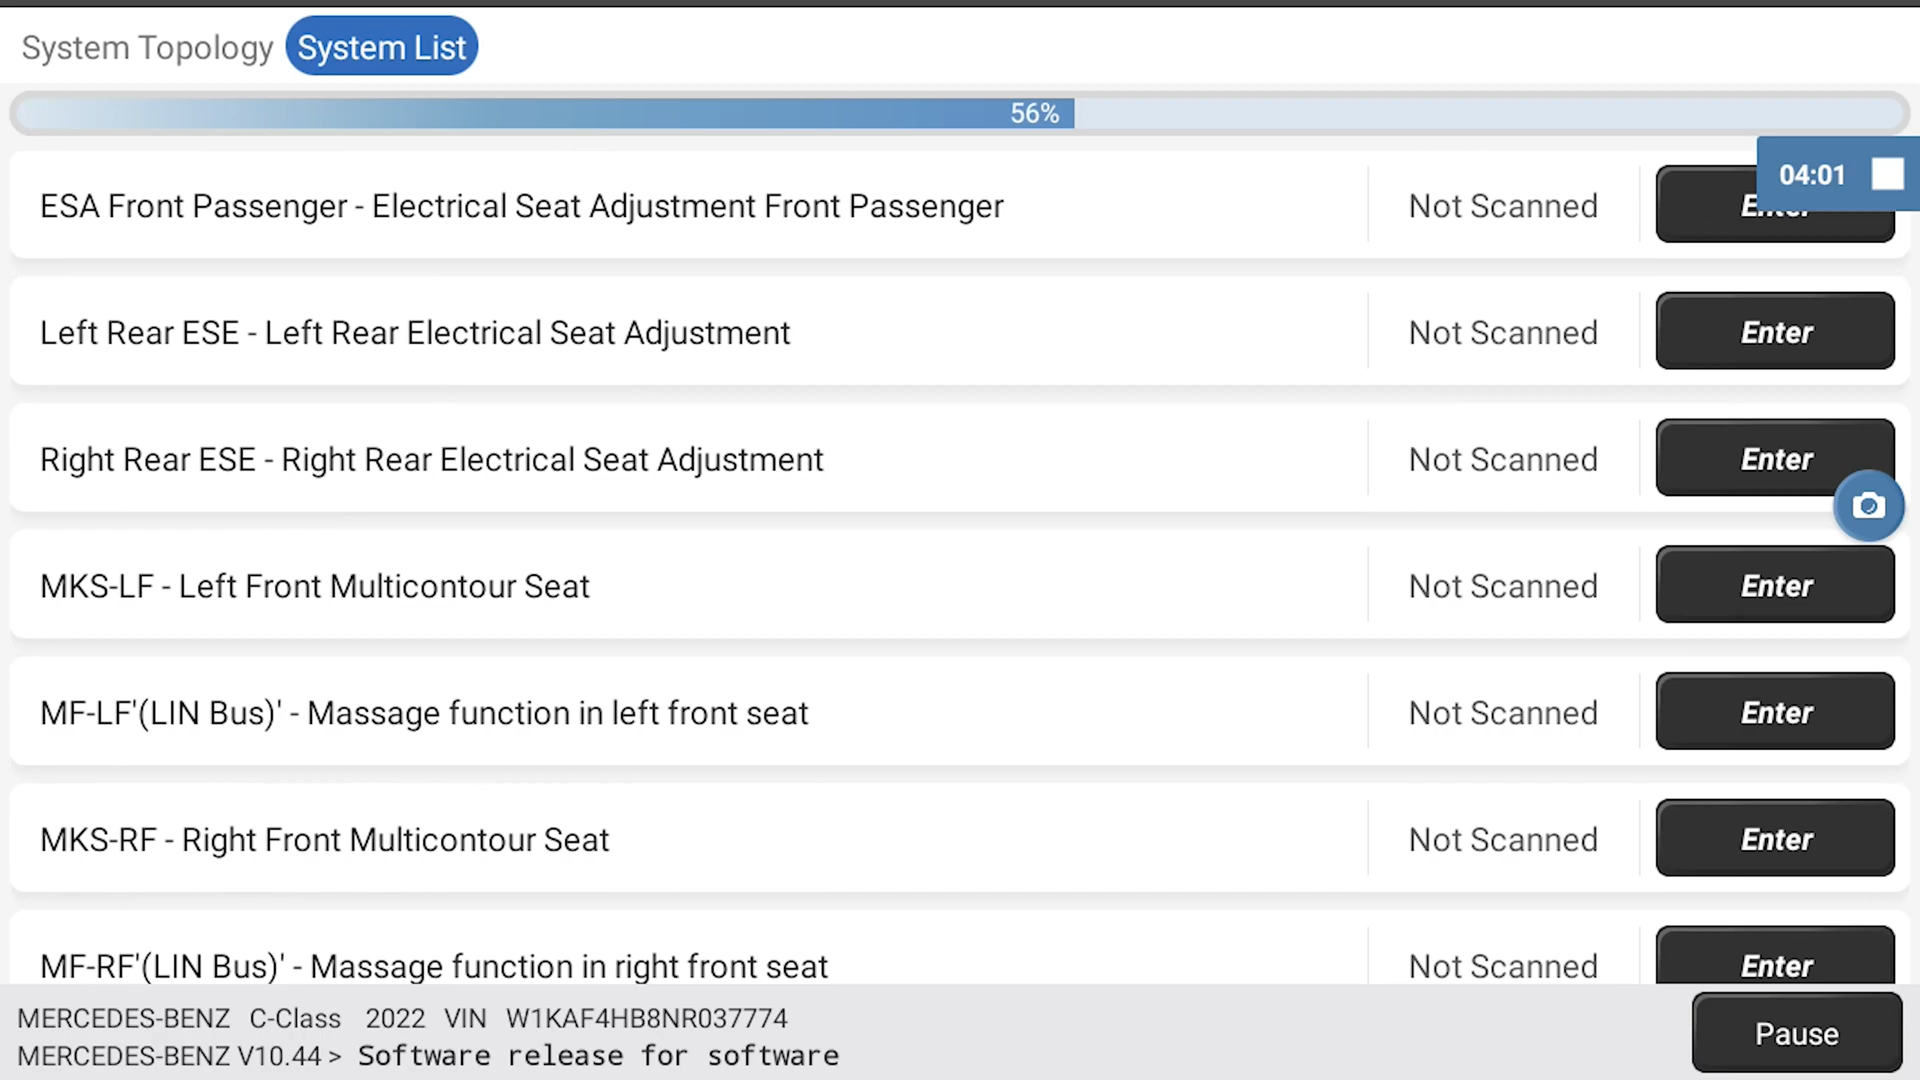 System Topology System List
56%
04:01
ESA Front Passenger - Electrical Seat Adjustment Front Passenger Not Scanned Enter
Left Rear ESE - Left Rear Electrical Seat Adjustment Not Scanned Enter
Right Rear ESE - Right Rear Electrical Seat Adjustment Not Scanned Enter
MKS-LF - Left Front Multicontour Seat Not Scanned Enter
MF-LF'(LIN Bus)' - Massage function in left front seat Not Scanned Enter
MKS-RF - Right Front Multicontour Seat Not Scanned Enter
MF-RF'(LIN Bus)' - Massage function in right front seat Not Scanned Enter
MERCEDES-BENZ C-Class 2022 VIN W1KAF4HB8NR037774
MERCEDES-BENZ V10.44 > Software release for software
Pause